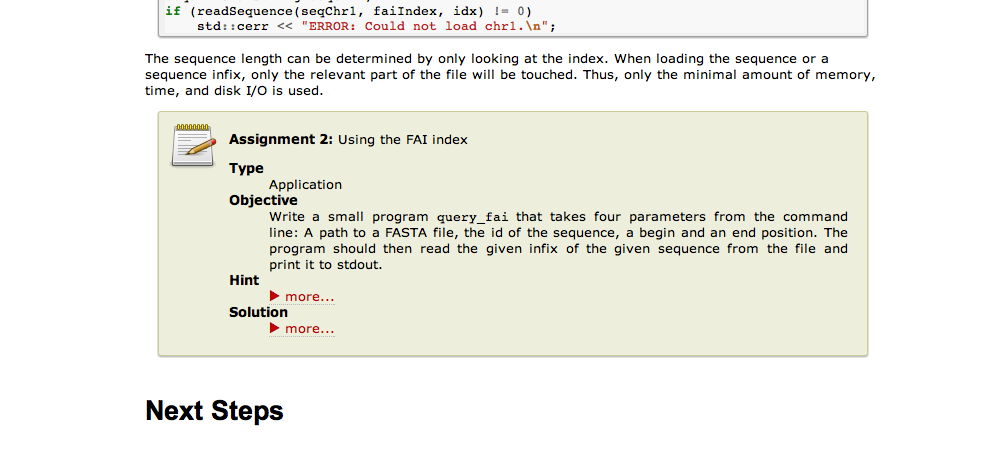 if (readSequence(seqChr1, faiIndex, idx) != 0)
std::cerr << "ERROR: Could not load chr1.\n";
The sequence length can be determined by only looking at the index. When loading the sequence or a
sequence infix, only the relevant part of the file will be touched. Thus, only the minimal amount of memory,
time, and disk I/O is used.
Assignment 2: Using the FAI index
Type
Application
Objective
Write a small program query_fai that takes four parameters from the command
line: A path to a FASTA file, the id of the sequence, a begin and an end position. The
program should then read the given infix of the given sequence from the file and
print it to stdout.
Hint
▶ more...
Solution
▶ more...
Next Steps